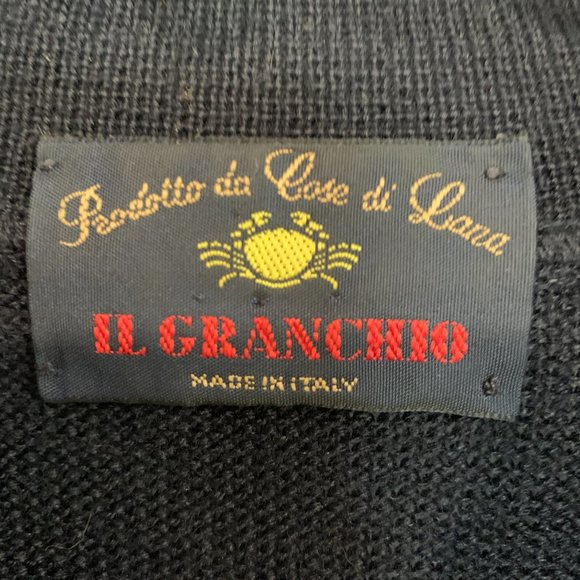 Prodotto da Cose di Lana
IL GRANCHIO
MADE IN ITALY